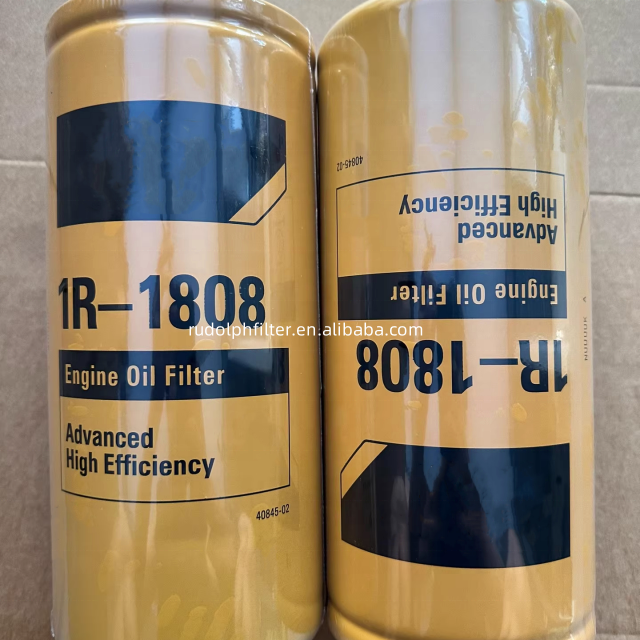 1R-1808
Engine Oil Filter
Advanced
High Efficiency
40845-02
40845-02
Advanced
High Efficiency
Engine Oil Filter
1R-1808
rudolphfilter.en.alibaba.com